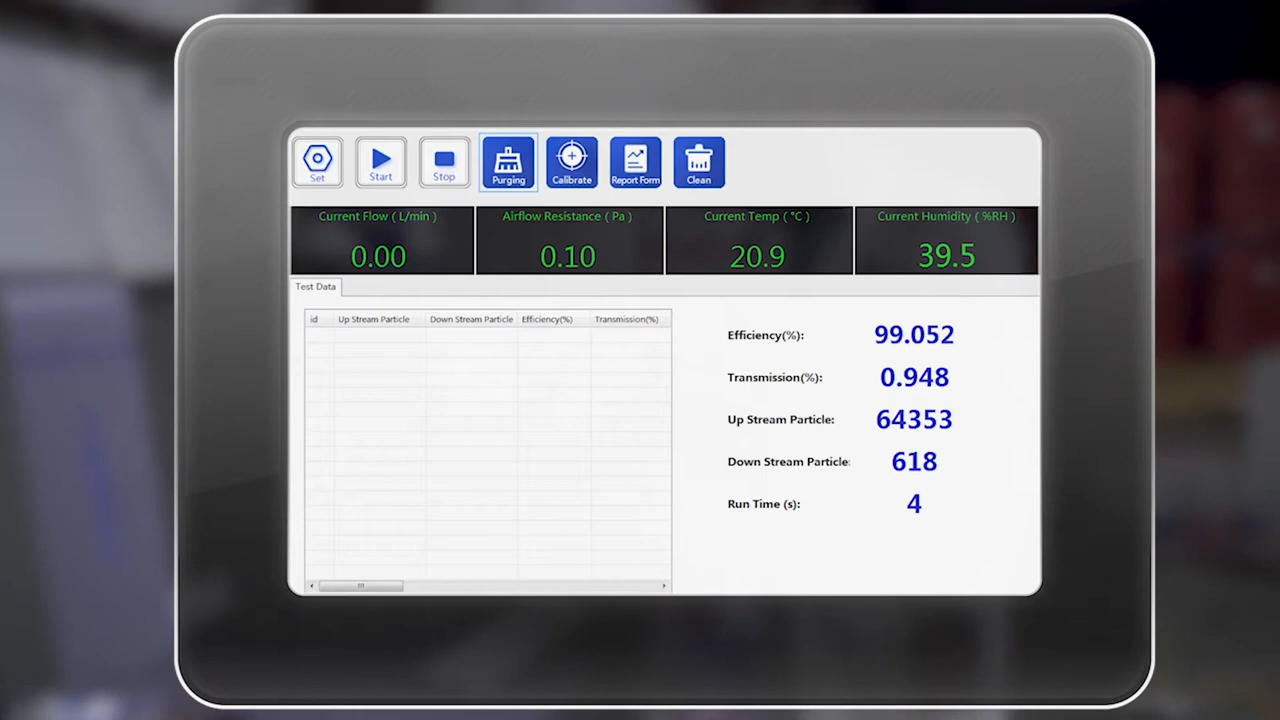 Set Start Stop Purging Calibrate Report Form Clean
Current Flow ( L/min ) Airflow Resistance ( Pa ) Current Temp ( °C ) Current Humidity ( %RH )
0.00 0.10 20.9 39.5
Test Data
id Up Stream Particle Down Stream Particle Efficiency(%) Transmission(%)
Efficiency(%): 99.052
Transmission(%): 0.948
Up Stream Particle: 64353
Down Stream Particle: 618
Run Time (s): 4